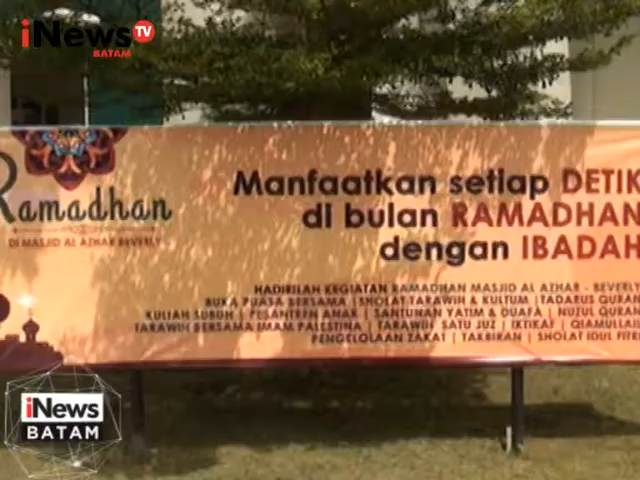 iNews TV
BATAM
Ramadhan
DI MASJID AL AZHAR BEVERLY
Manfaatkan setiap DETIK
di bulan RAMADHAN
dengan IBADAH
HADIRILAH KEGIATAN RAMADHAN MASJID AL AZHAR - BEVERLY
BUKA PUASA BERSAMA | SHOLAT TARAWIH & KULTUM | TADARUS QURAN
KULIAH SUBUH | PESANTREN ANAK | SANTUNAN YATIM & DUAFA | NUZUL QURAN
TARAWIH BERSAMA IMAM PALESTINA | TARAWIH SATU JUZ | IKTIKAF | QIAMULLAI
PENGELOLAAN ZAKAT | TAKBIRAN | SHOLAT IDUL FITRI
iNEWS
BATAM